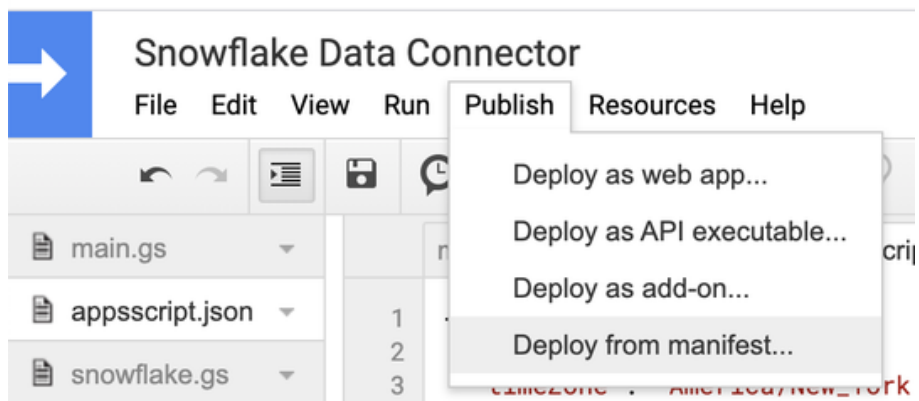 Snowflake Data Connector
File Edit View Run Publish Resources Help
Deploy as web app...
Deploy as API executable...
Deploy as add-on...
Deploy from manifest...
main.gs
appsscript.json
snowflake.gs
1
2
3